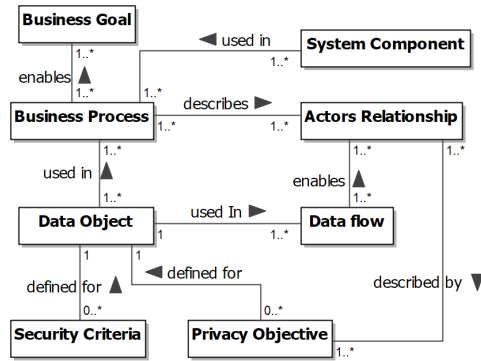 Business Goal
used in
System Component
1..*
1..*
enables
1..*
1..*
describes
Business Process
Actors Relationship
1..*
1..*
1..*
1..*
1..*
used in
enables
1..*
1..*
Data Object
used In
Data flow
1
1..*
1
1
defined for
defined for
described by
0..*
0..*
Security Criteria
Privacy Objective
1..*